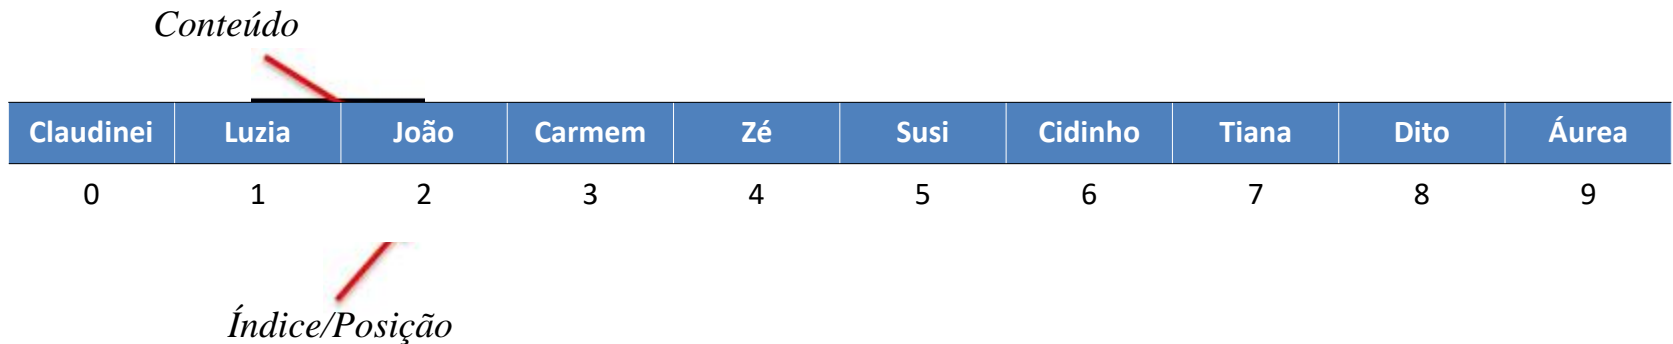 Conteúdo
Claudinei Luzia João Carmem Zé Susi Cidinho Tiana Dito Áurea
0 1 2 3 4 5 6 7 8 9
Índice/Posição